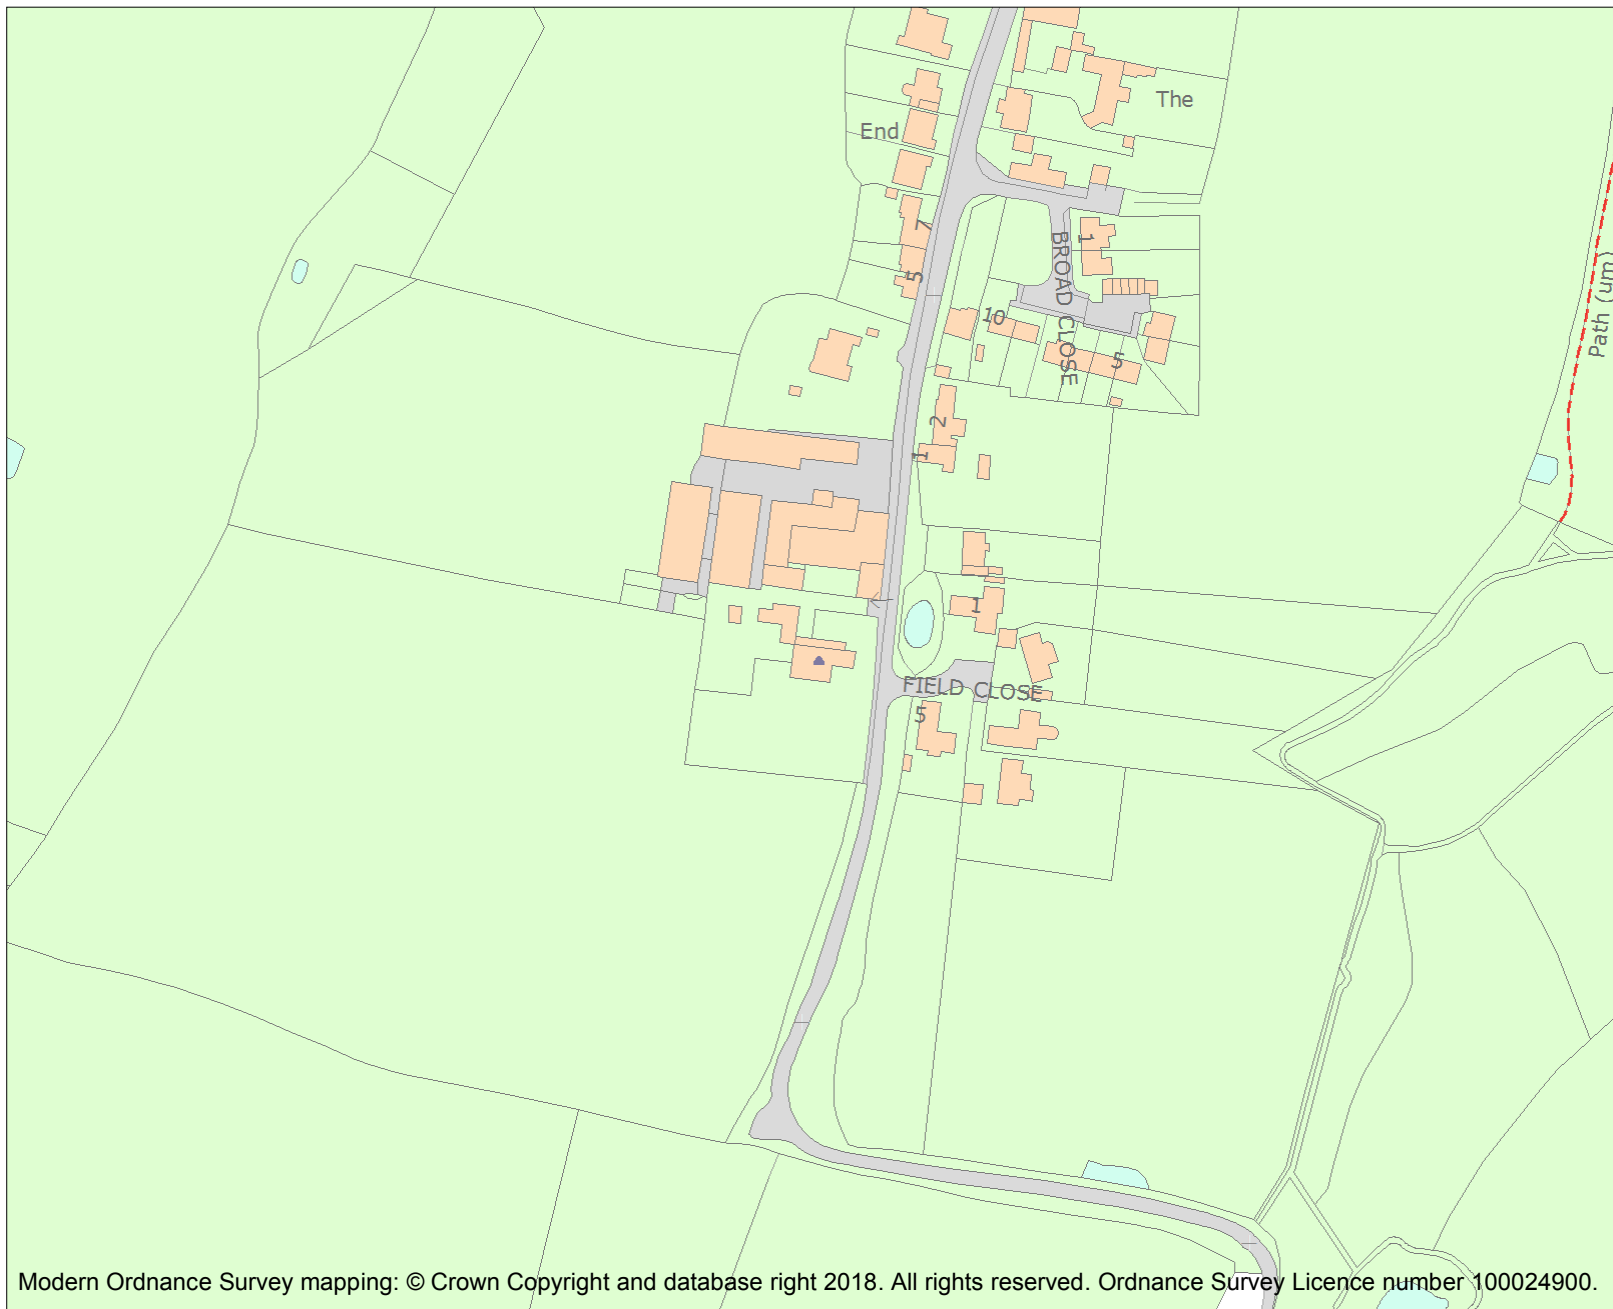 The
End
7
1
BROAD CLOSE
5
10
5
Path (um)
2
1
1
FIELD CLOSE
5
Modern Ordnance Survey mapping: © Crown Copyright and database right 2018. All rights reserved. Ordnance Survey Licence number 100024900.